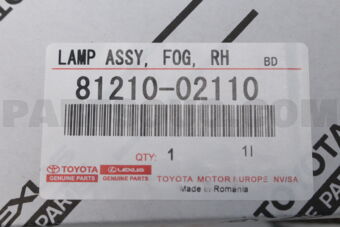 LAMP ASSY, FOG, RH BD
81210-02110
QTY: 1 1I
TOYOTA LEXUS TOYOTA MOTOR EUROPE NV/SA
GENUINE PARTS GENUINE PARTS Made in Romania
TOYOTA